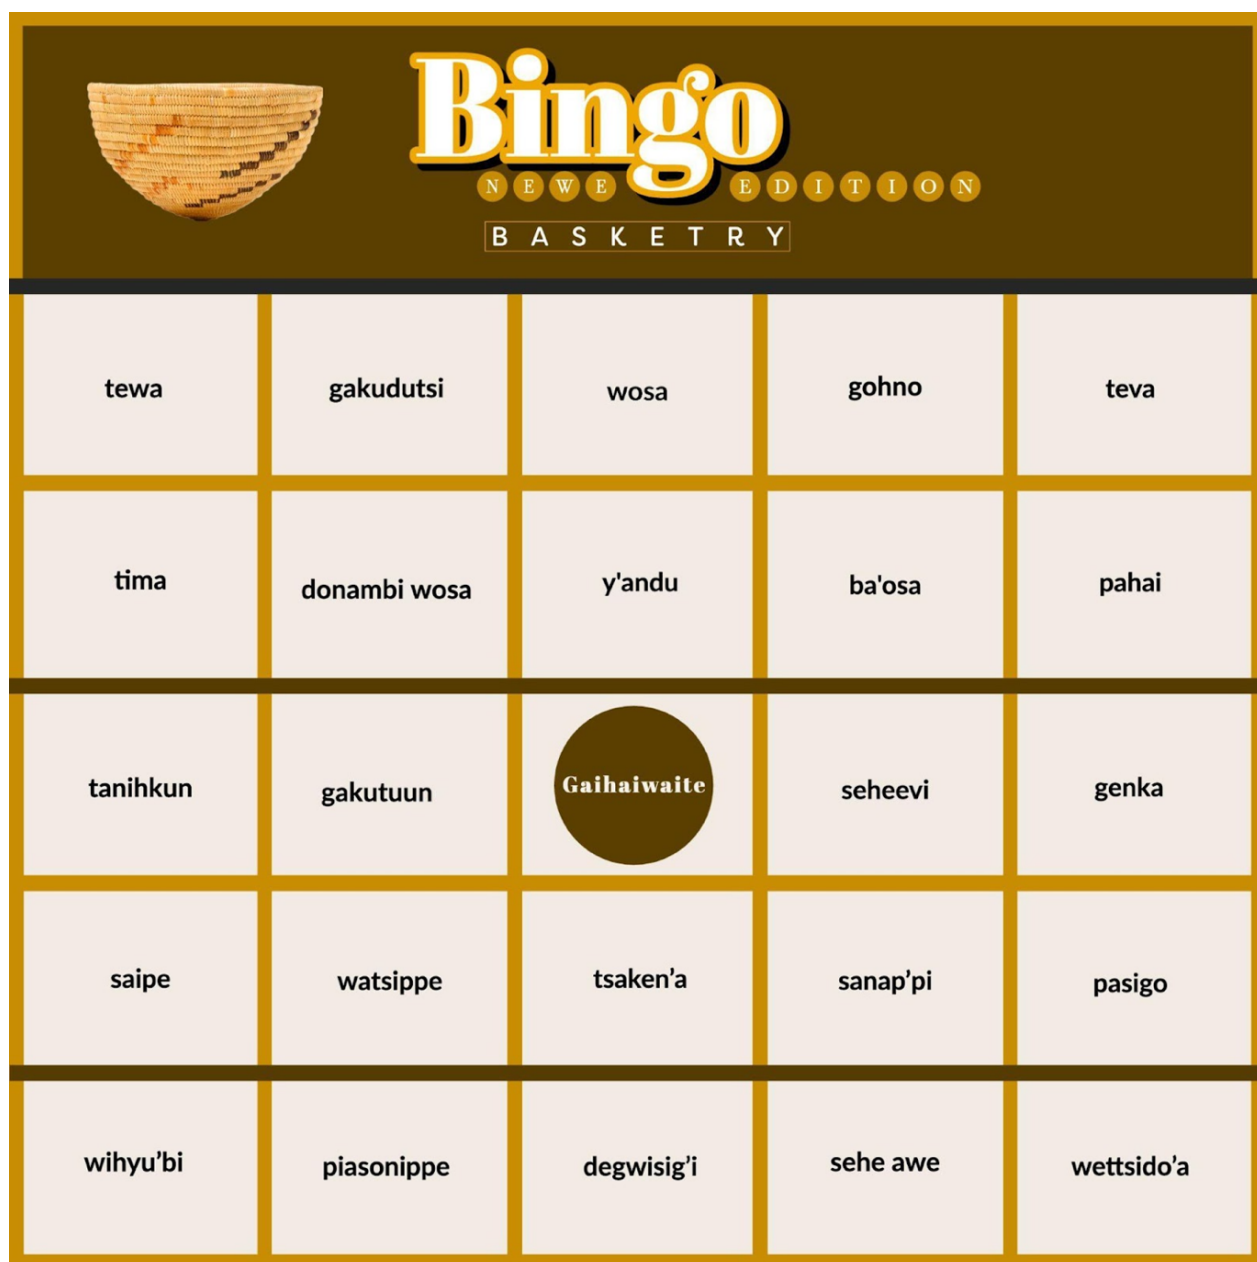 Bingo
NEWE EDITION
BASKETRY
tewa gakudutsi wosa gohno teva
tima donambi wosa y'andu ba'osa pahai
tanihkun gakutuun Gaihaiwaite seheevi genka
saipe watsippe tsaken’a sanap’pi pasigo
wihyu’bi piasonippe degwisig’i sehe awe wettsido’a